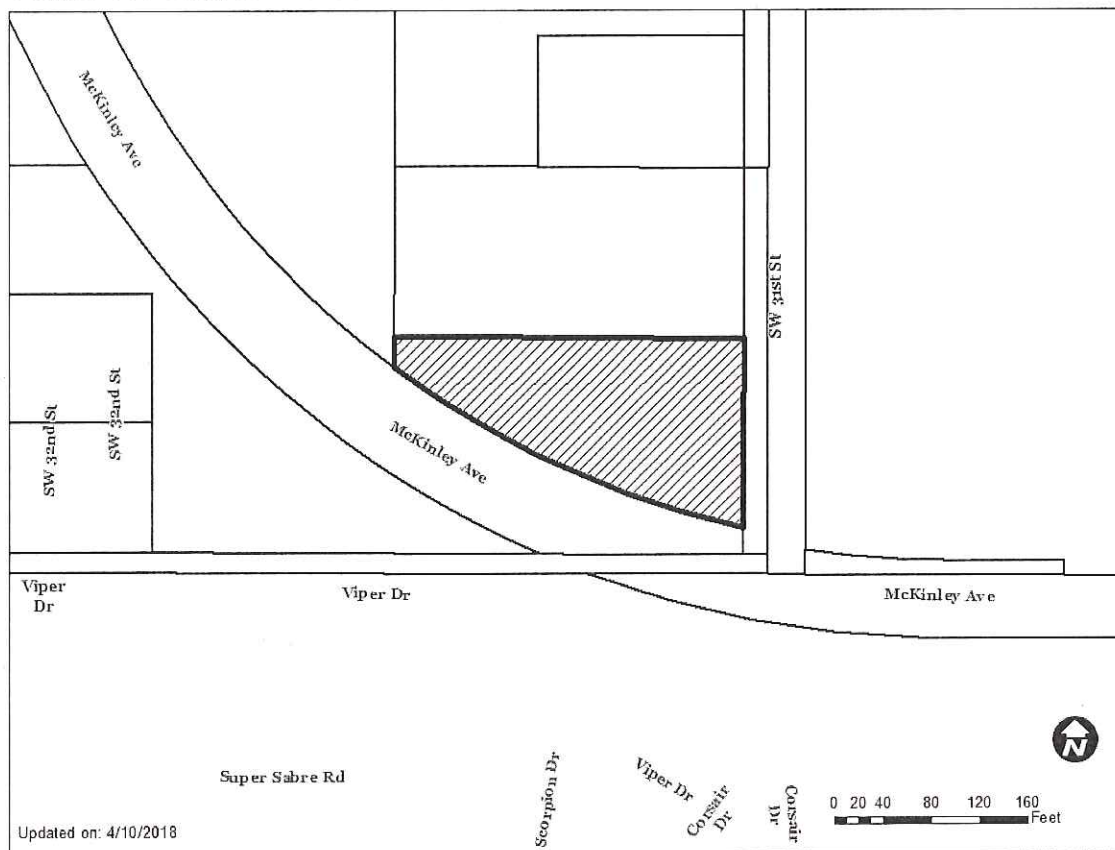 McKinley Ave
SW 31st St
SW 32nd St
SW 32nd St
McKinley Ave
Viper
Dr
Viper Dr
McKinley Ave
Super Sabre Rd
Scorpion Dr
Viper Dr
Corsair
Dr
Corsair
Dr
N
0 20 40 80 120 160
Feet
Updated on: 4/10/2018